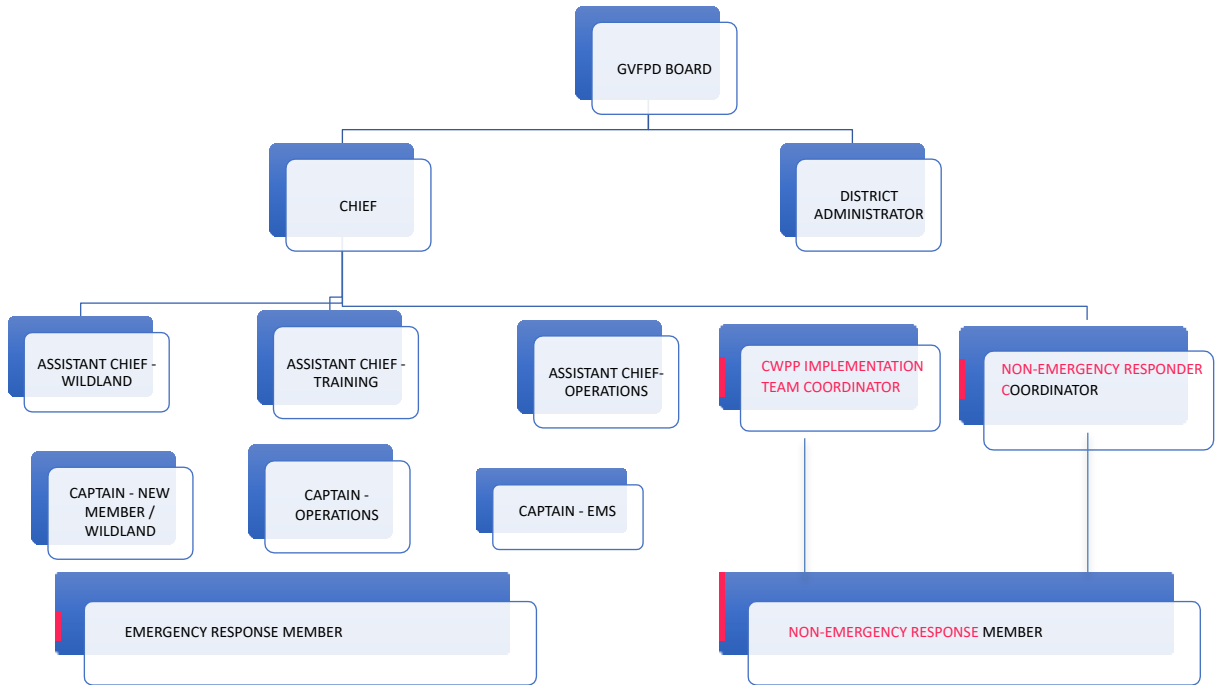 GVFPD BOARD
CHIEF
DISTRICT
ADMINISTRATOR
ASSISTANT CHIEF -
WILDLAND
ASSISTANT CHIEF -
TRAINING
ASSISTANT CHIEF-
OPERATIONS
CWPP IMPLEMENTATION
TEAM COORDINATOR
NON-EMERGENCY RESPONDER
COORDINATOR
CAPTAIN - NEW
MEMBER /
WILDLAND
CAPTAIN -
OPERATIONS
CAPTAIN - EMS
EMERGENCY RESPONSE MEMBER
NON-EMERGENCY RESPONSE MEMBER